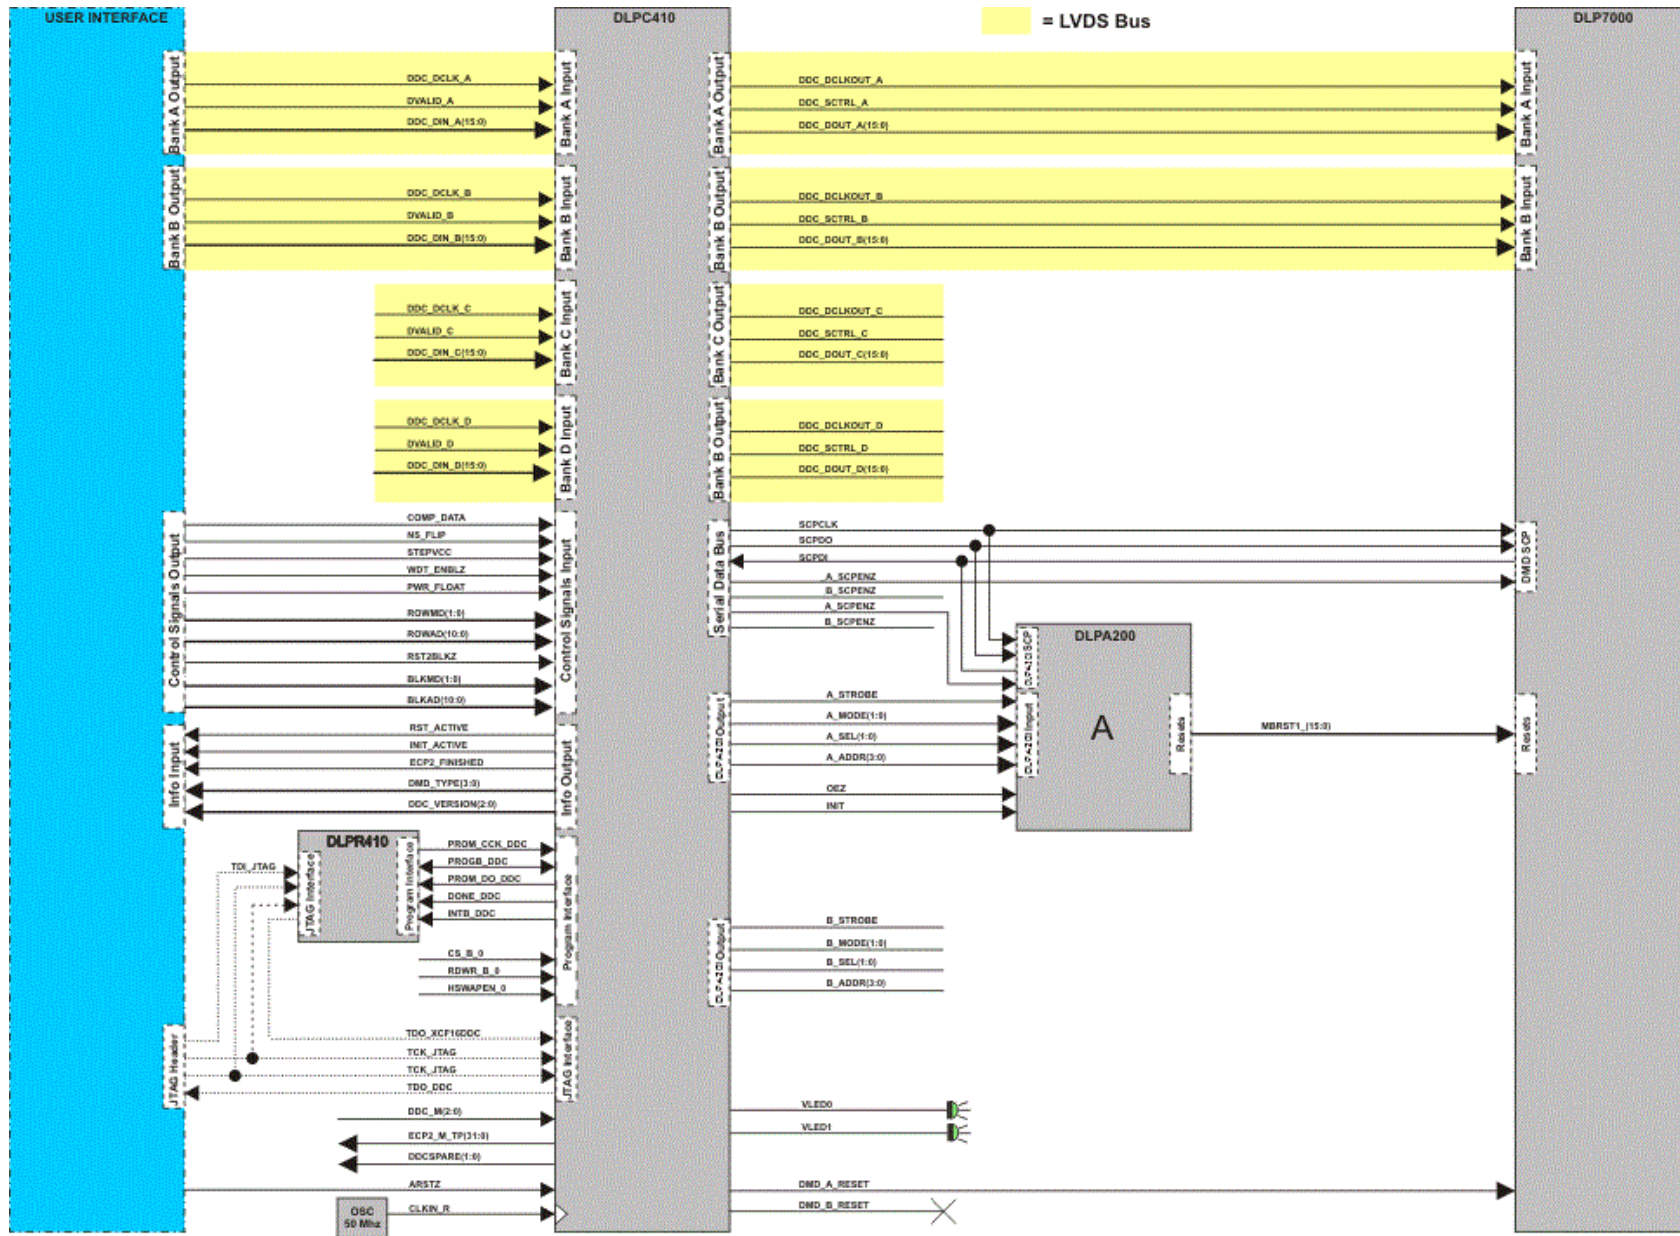 USER INTERFACE
DLPC410
= LVDS Bus
DLP7000
Bank A Output
DDC_DCLK_A
DVALID_A
DDC_DIN_A(15:0)
Bank A Input
Bank A Output
DDC_DCLKOUT_A
DDC_SCTRL_A
DDC_DOUT_A(15:0)
Bank A Input
Bank B Output
DDC_DCLK_B
DVALID_B
DDC_DIN_B(15:0)
Bank B Input
Bank B Output
DDC_DCLKOUT_B
DDC_SCTRL_B
DDC_DOUT_B(15:0)
Bank B Input
DDC_DCLK_C
DVALID_C
DDC_DIN_C(15:0)
Bank C Input
Bank C Output
DDC_DCLKOUT_C
DDC_SCTRL_C
DDC_DOUT_C(15:0)
DDC_DCLK_D
DVALID_D
DDC_DIN_D(15:0)
Bank D Input
Bank B Output
DDC_DCLKOUT_D
DDC_SCTRL_D
DDC_DOUT_D(15:0)
Control Signals Output
COMP_DATA
NS_FLIP
STEPVCC
WDT_ENBLZ
PWR_FLOAT
ROWMD(1:0)
ROWAD(10:0)
RST2BLKZ
BLKMD(1:0)
BLKAD(10:0)
Control Signals Input
Serial Data Bus
SCPCLK
SCPDO
SCPDI
A_SCPENZ
B_SCPENZ
A_SCPENZ
B_SCPENZ
DMD SCP
DLPA200
DLPA200 SCP
A
Info Input
RST_ACTIVE
INIT_ACTIVE
ECP2_FINISHED
DMD_TYPE(3:0)
DDC_VERSION(2:0)
Info Output
DLPA200 Output
A_STROBE
A_MODE(1:0)
A_SEL(1:0)
A_ADDR(3:0)
OEZ
INIT
DLPA200 Input
Resets
MBRST1_(15:0)
Resets
DLPR410
TDI_JTAG
JTAG Interface
Program Interface
PROM_CCK_DDC
PROGB_DDC
PROM_DO_DDC
DONE_DDC
INTB_DDC
CS_B_0
RDWR_B_0
HSWAPEN_0
Program Interface
DLPA200 Output
B_STROBE
B_MODE(1:0)
B_SEL(1:0)
B_ADDR(3:0)
JTAG Header
TDO_XCF16DDC
TCK_JTAG
TCK_JTAG
TDO_DDC
JTAG Interface
DDC_M(2:0)
ECP2_M_TP(31:0)
DDCSPARE(1:0)
ARSTZ
OSC
50 Mhz
CLKIN_R
VLED0
VLED1
DMD_A_RESET
DMD_B_RESET